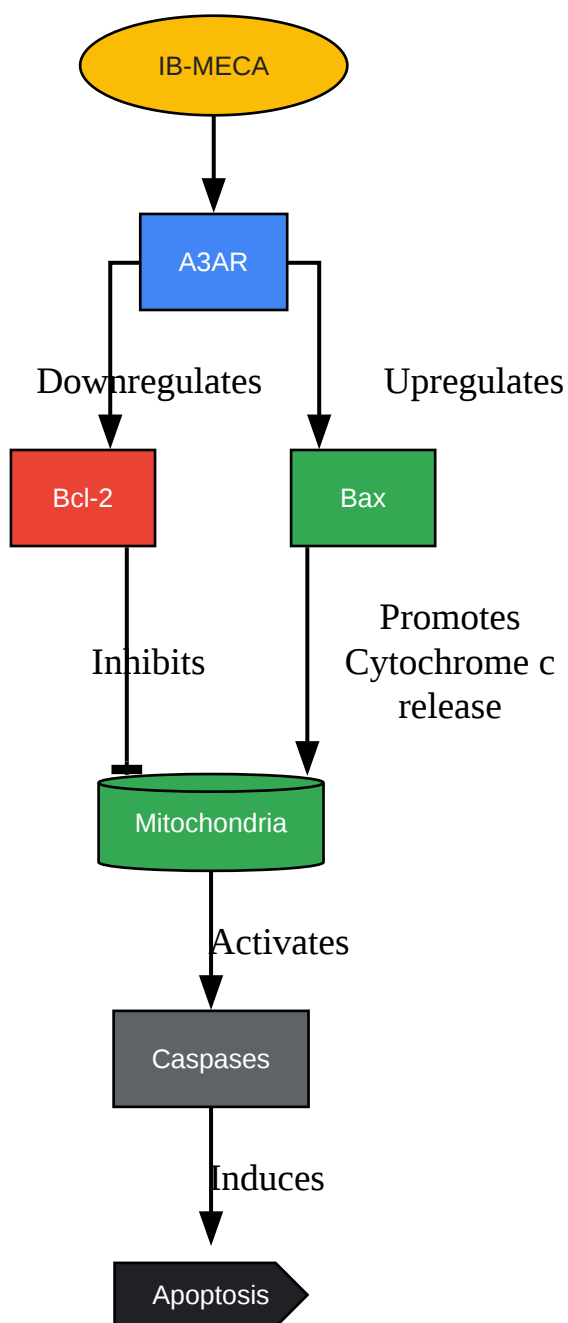 IB-MECA
A3AR
Downregulates
Upregulates
Bcl-2
Bax
Inhibits
Promotes
Cytochrome c
release
Mitochondria
Activates
Caspases
Induces
Apoptosis